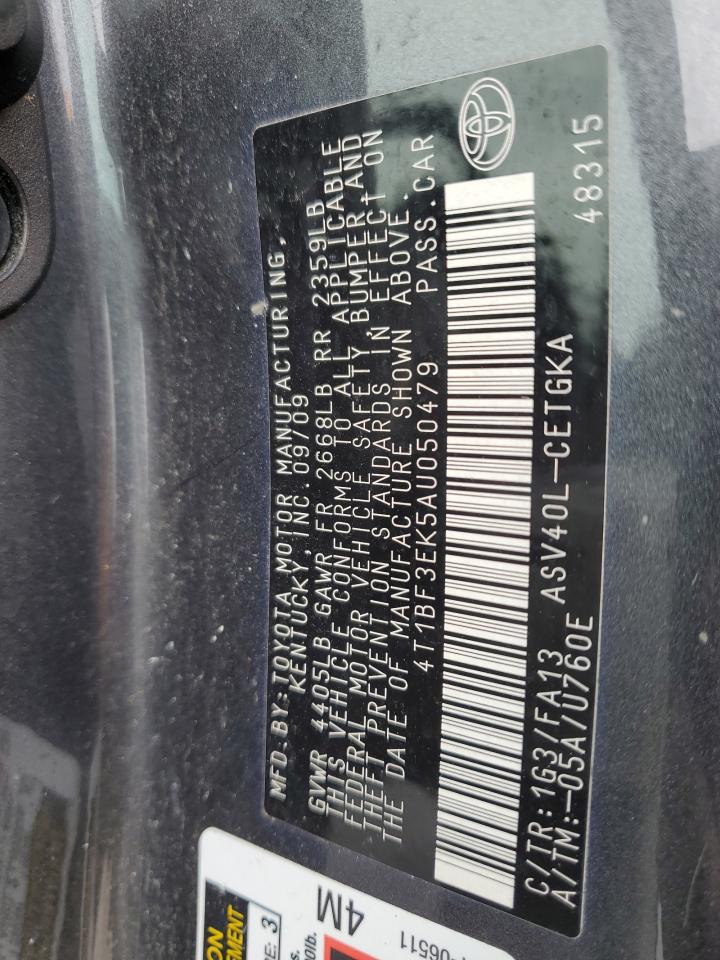 MFD. BY: TOYOTA MOTOR MANUFACTURING,
KENTUCKY, INC. 09/09
GVWR 4405LB GAWR FR 2668LB RR 2359LB
THIS VEHICLE CONFORMS TO ALL APPLICABLE
FEDERAL MOTOR VEHICLE SAFETY, BUMPER, AND
THEFT PREVENTION STANDARDS IN EFFECT ON
THE DATE OF MANUFACTURE SHOWN ABOVE.
4T1BF3EK5AU050479 PASS.CAR
C/TR: 1G3/FA13 ASV40L-CETGKA
A/TM:-05A/U760E 48315
4M
06511